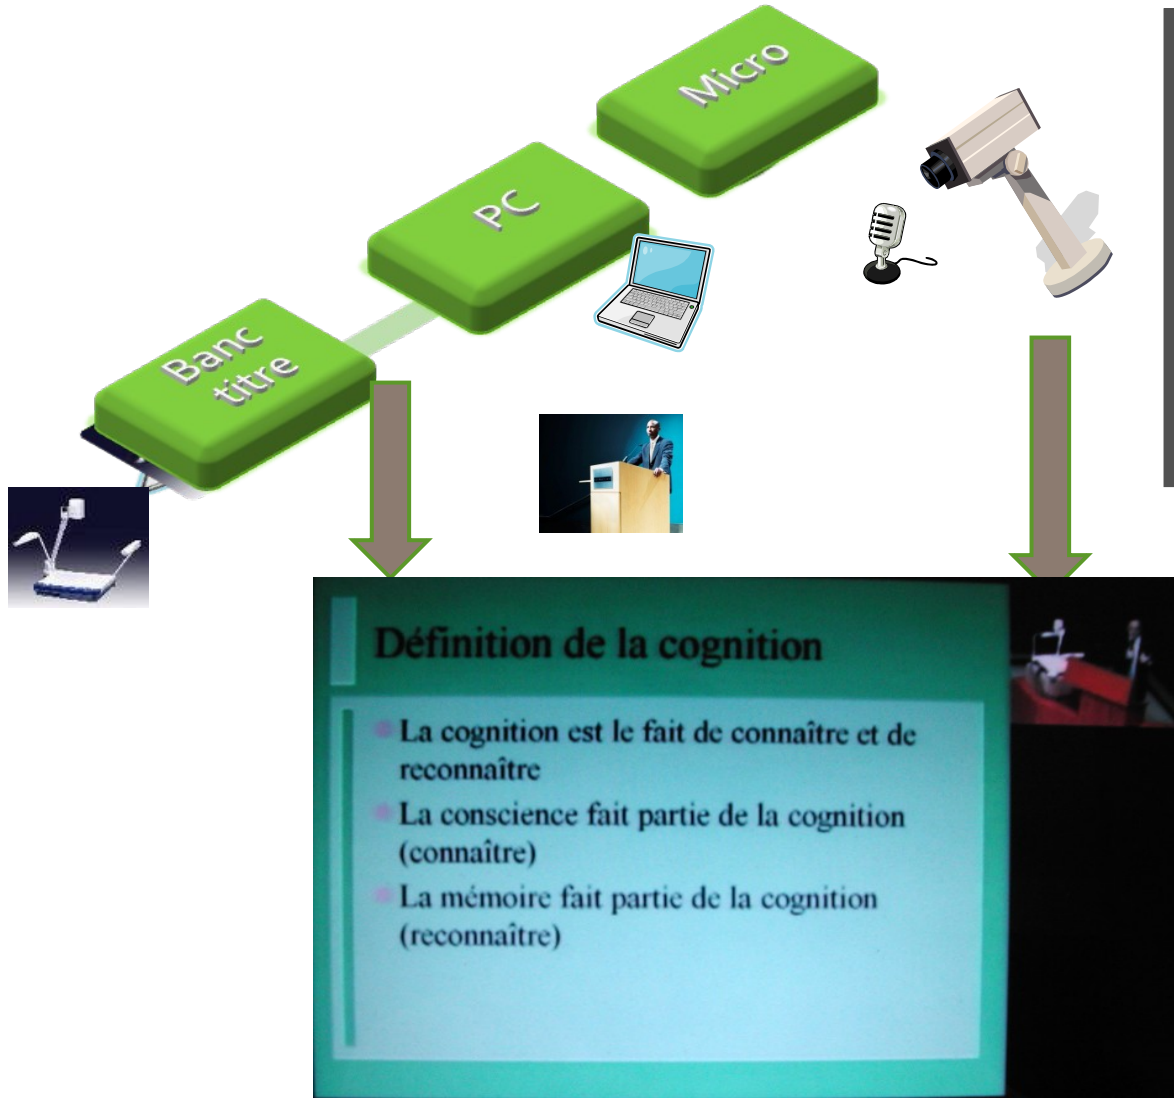 Micro
PC
Banc
titre
Définition de la cognition
La cognition est le fait de connaître et de
reconnaître
La conscience fait partie de la cognition
(connaître)
La mémoire fait partie de la cognition
(reconnaître)